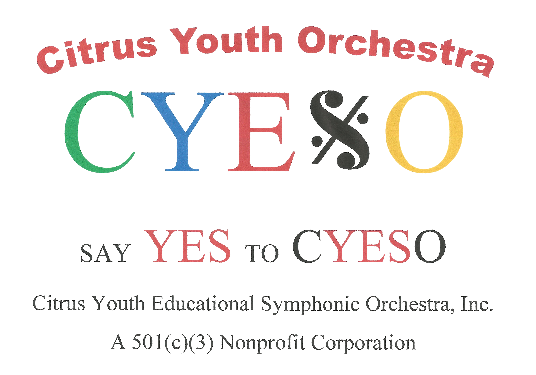 Citrus Youth Orchestra
CYESO
SAY YES TO CYESO
Citrus Youth Educational Symphonic Orchestra, Inc.
A 501(c)(3) Nonprofit Corporation